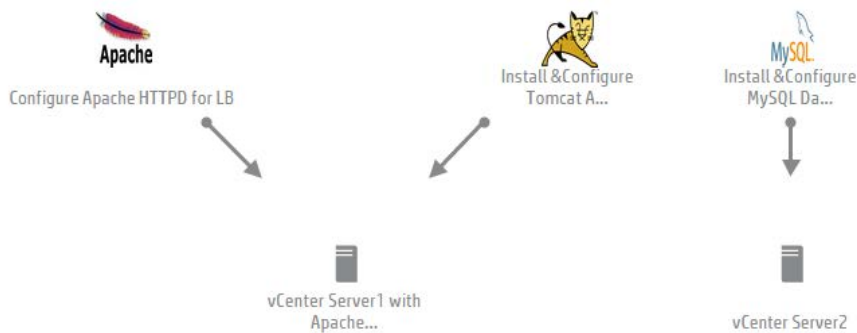 Apache
Configure Apache HTTPD for LB
Install &Configure
Tomcat A...
MySQL
Install &Configure
MySQL Da...
vCenter Server1 with
Apache...
vCenter Server2